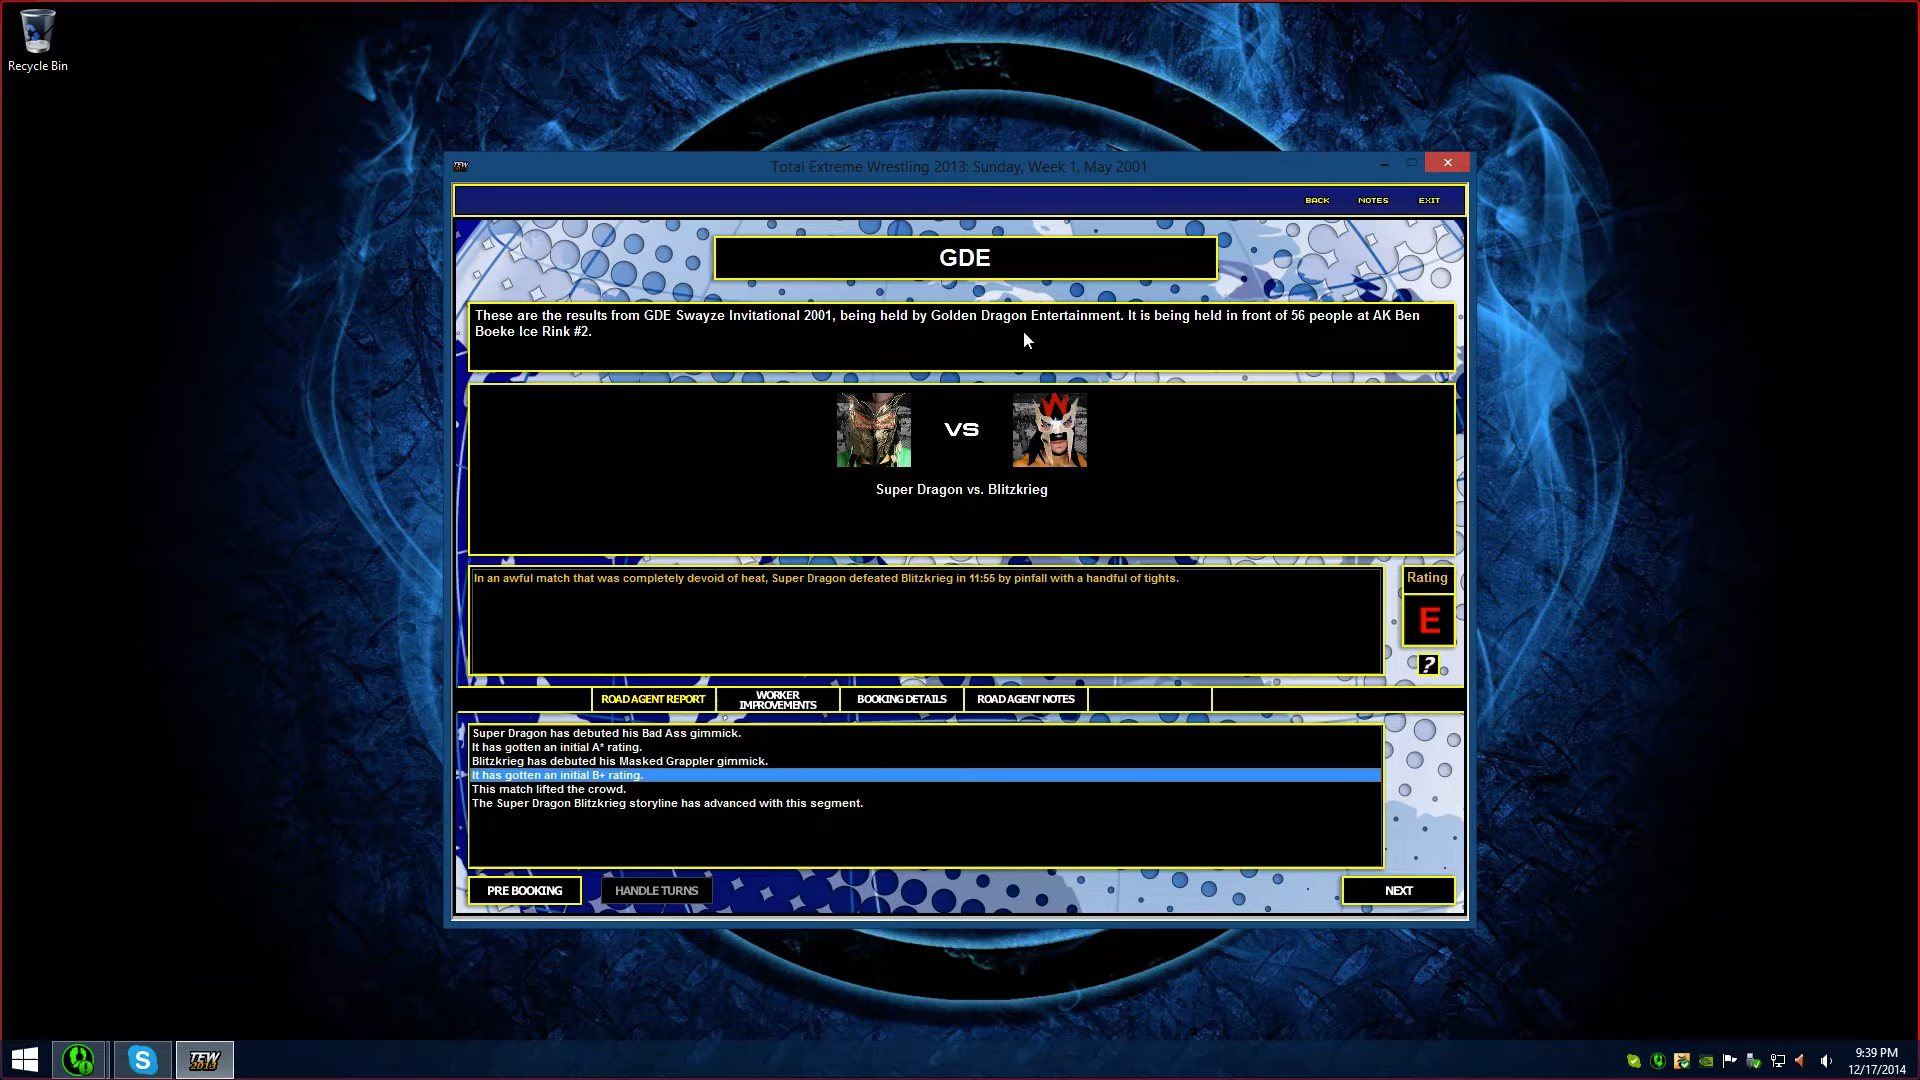 Recycle Bin
TEW
Total Extreme Wrestling 2013: Sunday, Week 1, May 2001
BACK NOTES EXIT
GDE
These are the results from GDE Swayze Invitational 2001, being held by Golden Dragon Entertainment. It is being held in front of 56 people at AK Ben
Boeke Ice Rink #2.
VS
Super Dragon vs. Blitzkrieg
In an awful match that was completely devoid of heat, Super Dragon defeated Blitzkrieg in 11:55 by pinfall with a handful of tights.
Rating
E
?
ROAD AGENT REPORT
WORKER
IMPROVEMENTS
BOOKING DETAILS
ROAD AGENT NOTES
Super Dragon has debuted his Bad Ass gimmick.
It has gotten an initial A* rating.
Blitzkrieg has debuted his Masked Grappler gimmick.
It has gotten an initial B+ rating.
This match lifted the crowd.
The Super Dragon Blitzkrieg storyline has advanced with this segment.
PRE BOOKING
HANDLE TURNS
NEXT
TEW
2013
9:39 PM
12/17/2014